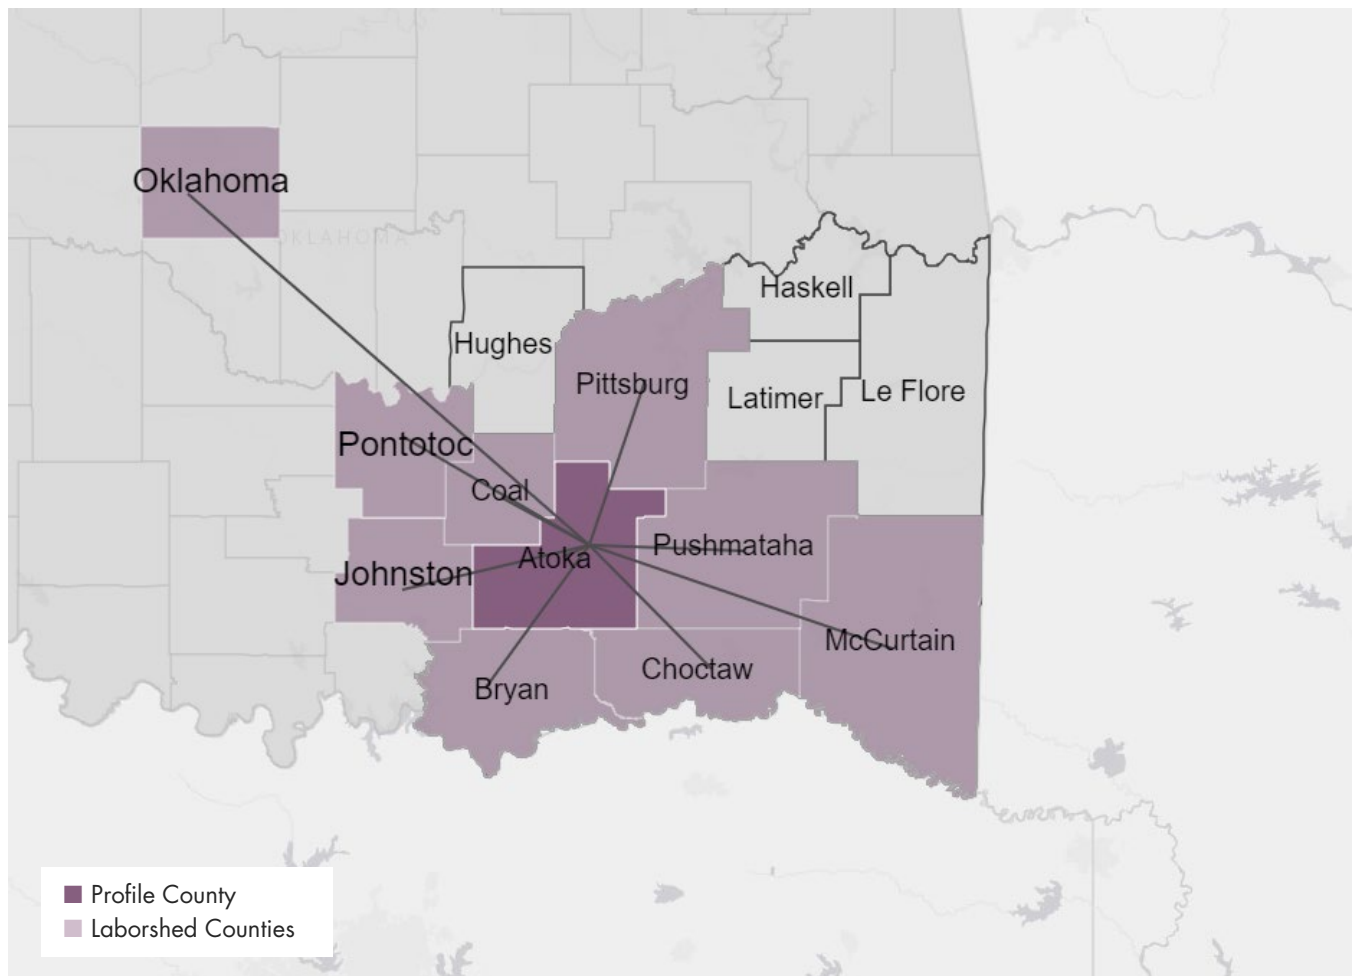 Oklahoma
OKLAHOMA
Haskell
Hughes
Pittsburg
Latimer
Le Flore
Pontotoc
Coal
Pushmataha
Atoka
Johnston
McCurtain
Choctaw
Bryan
Profile County
Laborshed Counties